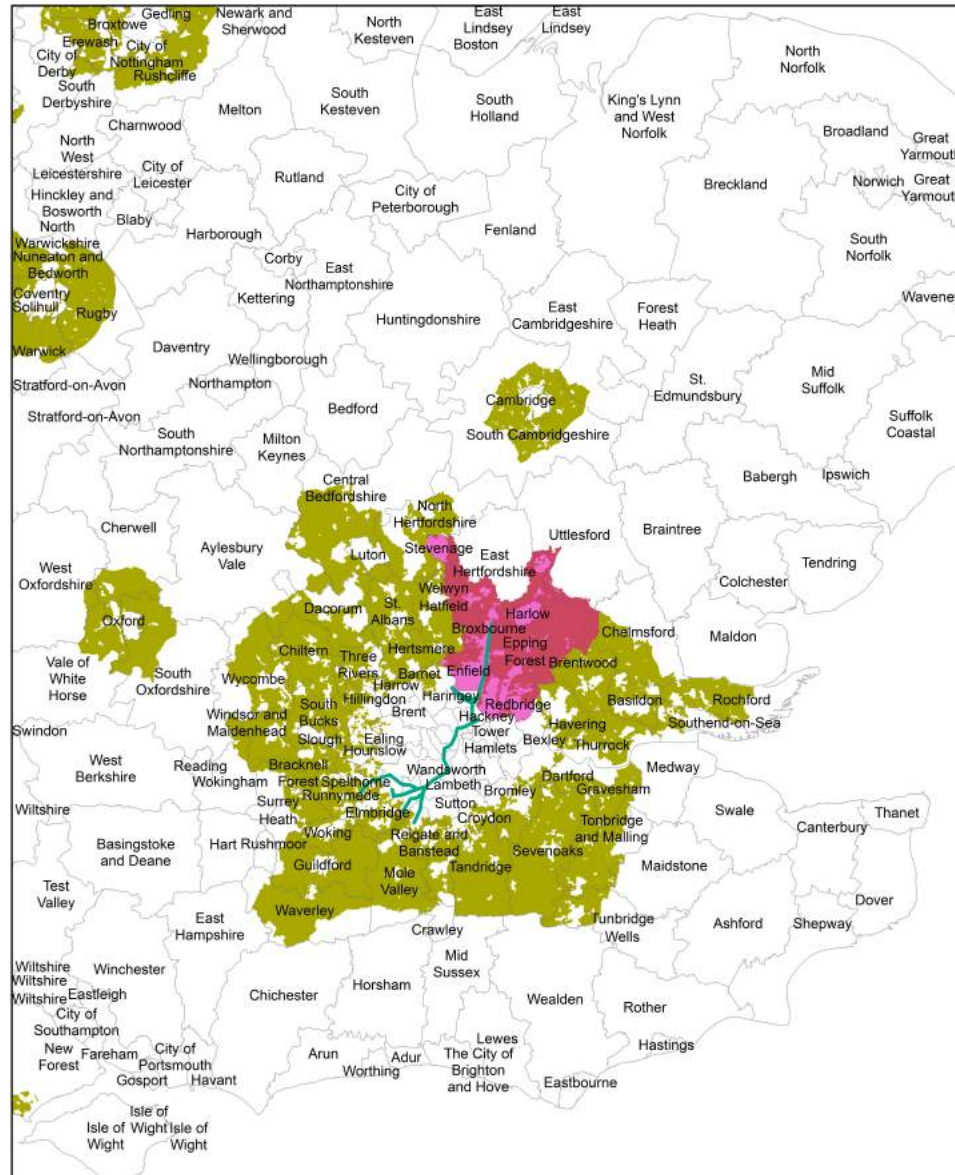 Gedling
Newark and
Sherwood
Broxtowe
Erewash
City of
Nottingham
City of
Derby
Rushcliffe
South
Derbyshire
North
Kesteven
East
Lindsey
Boston
East
Lindsey
North
Norfolk
Melton
South
Kesteven
South
Holland
King's Lynn
and West
Norfolk
Charnwood
Broadland
Great
Yarmouth
North
West
Leicestershire
City of
Leicester
Rutland
City of
Peterborough
Breckland
Norwich
Great
Yarmouth
Hinckley and
Bosworth
Blaby
North
Warwickshire
Harborough
Fenland
South
Norfolk
Nuneaton and
Bedworth
Corby
East
Northamptonshire
Coventry
Solihull
Rugby
Kettering
Huntingdonshire
East
Cambridgeshire
Forest
Heath
Waveney
Warwick
Daventry
Wellingborough
Stratford-on-Avon
Northampton
Cambridge
St.
Edmundsbury
Mid
Suffolk
Stratford-on-Avon
Bedford
South
Northamptonshire
Milton
Keynes
South Cambridgeshire
Suffolk
Coastal
Babergh
Ipswich
Central
Bedfordshire
North
Hertfordshire
Cherwell
Aylesbury
Vale
Luton
Stevenage
East
Hertfordshire
Uttlesford
Braintree
West
Oxfordshire
Colchester
Tendring
Oxford
Dacorum
St.
Albans
Welwyn
Hatfield
Harlow
Broxbourne
Chelmsford
Maldon
Chiltern
Three
Rivers
Hertsmere
Epping
Forest
Brentwood
Vale of
White
Horse
South
Oxfordshire
Wycombe
Barnet
Enfield
Harrow
Hillingdon
Haringey
Redbridge
Basildon
Rochford
Windsor and
Maidenhead
South
Bucks
Brent
Hackney
Havering
Southend-on-Sea
Swindon
Slough
Ealing
Hounslow
Tower
Hamlets
Bexley
Thurrock
West
Berkshire
Reading
Wokingham
Bracknell
Forest
Spelthorne
Wandsworth
Lambeth
Dartford
Medway
Runnymede
Bromley
Gravesham
Wiltshire
Surrey
Heath
Elmbridge
Sutton
Croydon
Swale
Thanet
Canterbury
Basingstoke
and Deane
Hart
Rushmoor
Woking
Reigate and
Banstead
Tonbridge
and Malling
Guildford
Mole
Valley
Tandridge
Sevenoaks
Maidstone
Test
Valley
Waverley
Dover
East
Hampshire
Crawley
Tunbridge
Wells
Ashford
Shepway
Wiltshire
Wiltshire
Wiltshire
Winchester
Mid
Sussex
Eastleigh
Chichester
Horsham
Wealden
Rother
City of
Southampton
New
Forest
Fareham
City of
Portsmouth
Gosport
Havant
Arun
Worthing
Adur
Lewes
The City of
Brighton
and Hove
Hastings
Eastbourne
Isle of
Wight
Isle of
Wight
Isle of
Wight